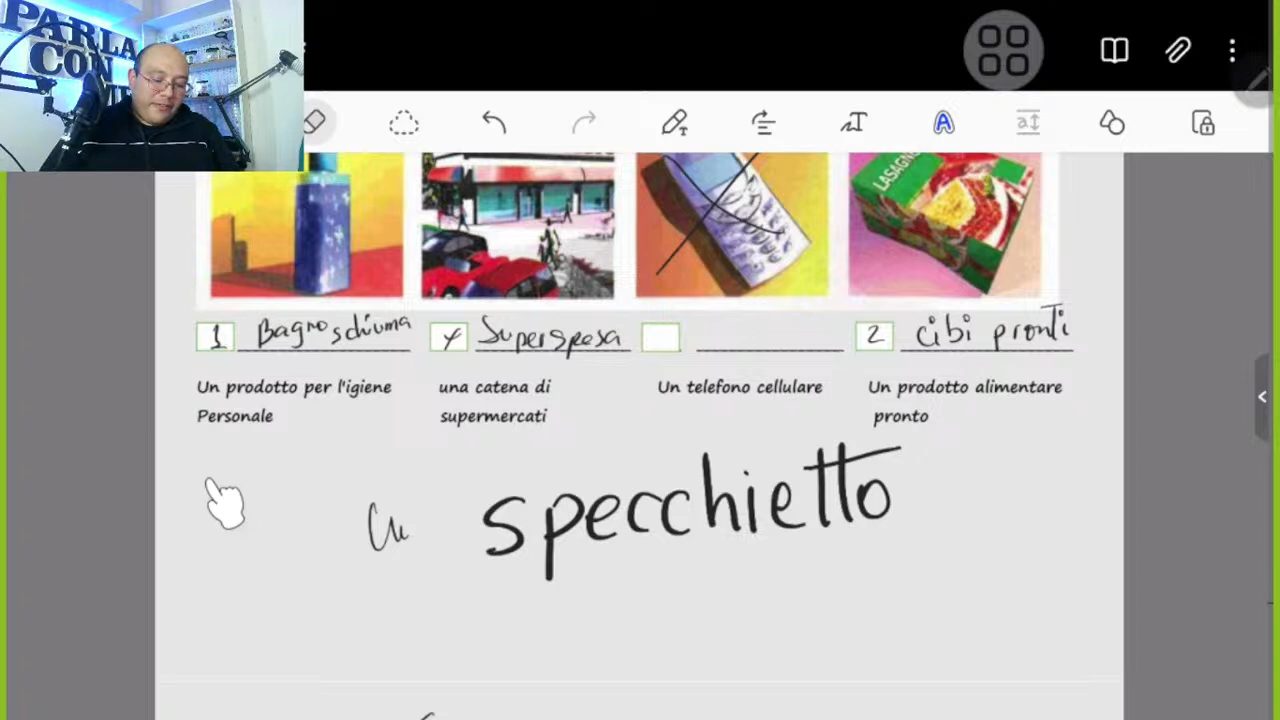 PARLA
CON
LASAGNE
1 Bagnoschiuma
4 Superspesa
2 cibi pronti
Un prodotto per l'igiene
Personale
una catena di
supermercati
Un telefono cellulare
Un prodotto alimentare
pronto
specchietto